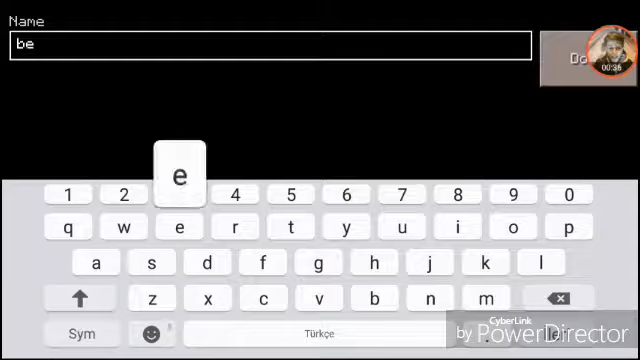 Name
be
Do
00:36
e
1 2 4 5 6 7 8 9 0
q w e r t y u i o p
a s d f g h j k l
z x c v b n m
Sym Türkçe .
CyberLink
by PowerDirector